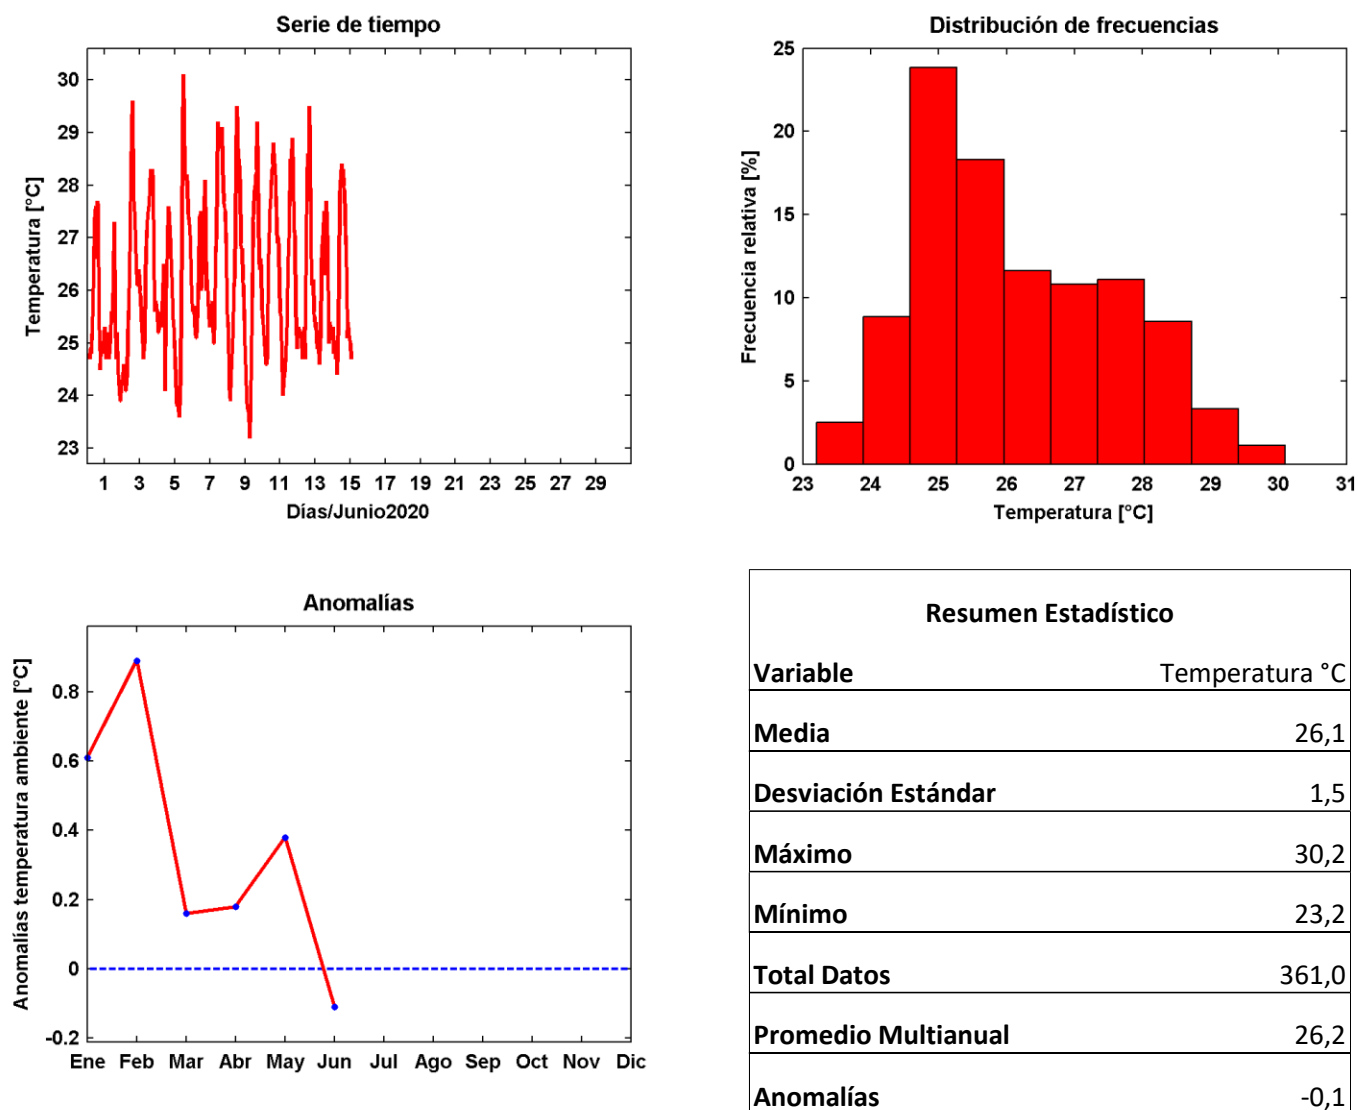 Serie de tiempo
Temperatura [°C]
30
29
28
27
26
25
24
23
1 3 5 7 9 11 13 15 17 19 21 23 25 27 29
Días/Junio2020
Distribución de frecuencias
Frecuencia relativa [%]
25
20
15
10
5
0
23 24 25 26 27 28 29 30 31
Temperatura [°C]
Anomalías
Anomalías temperatura ambiente [°C]
0.8
0.6
0.4
0.2
0
-0.2
Ene Feb Mar Abr May Jun Jul Ago Sep Oct Nov Dic
Resumen Estadístico
Variable Temperatura °C
Media 26,1
Desviación Estándar 1,5
Máximo 30,2
Mínimo 23,2
Total Datos 361,0
Promedio Multianual 26,2
Anomalías -0,1